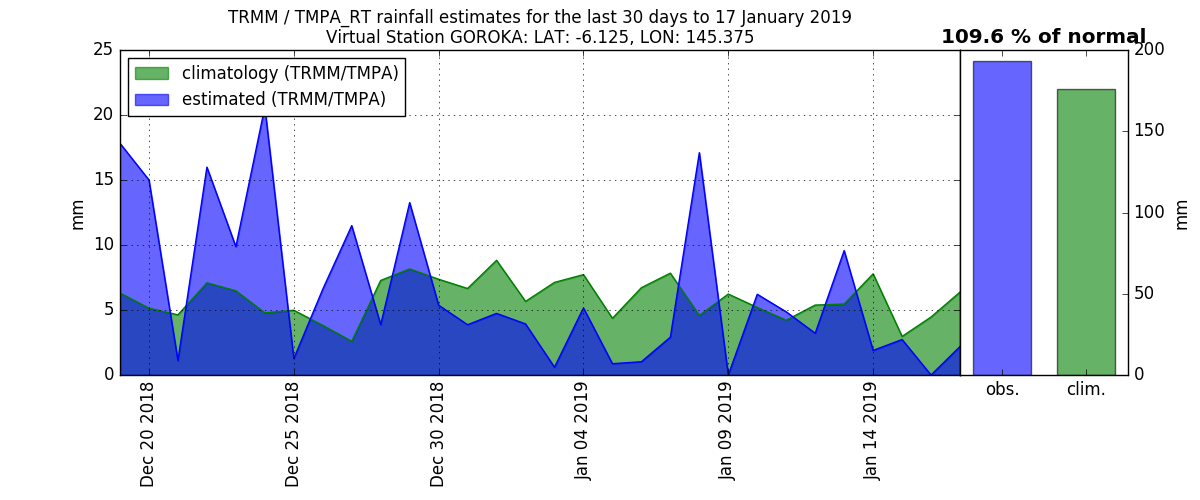 TRMM / TMPA_RT rainfall estimates for the last 30 days to 17 January 2019
Virtual Station GOROKA: LAT: -6.125, LON: 145.375
109.6 % of normal
climatology (TRMM/TMPA)
estimated (TRMM/TMPA)
25
20
15
10
5
0
mm
200
150
100
50
0
mm
Dec 20 2018
Dec 25 2018
Dec 30 2018
Jan 04 2019
Jan 09 2019
Jan 14 2019
obs.
clim.